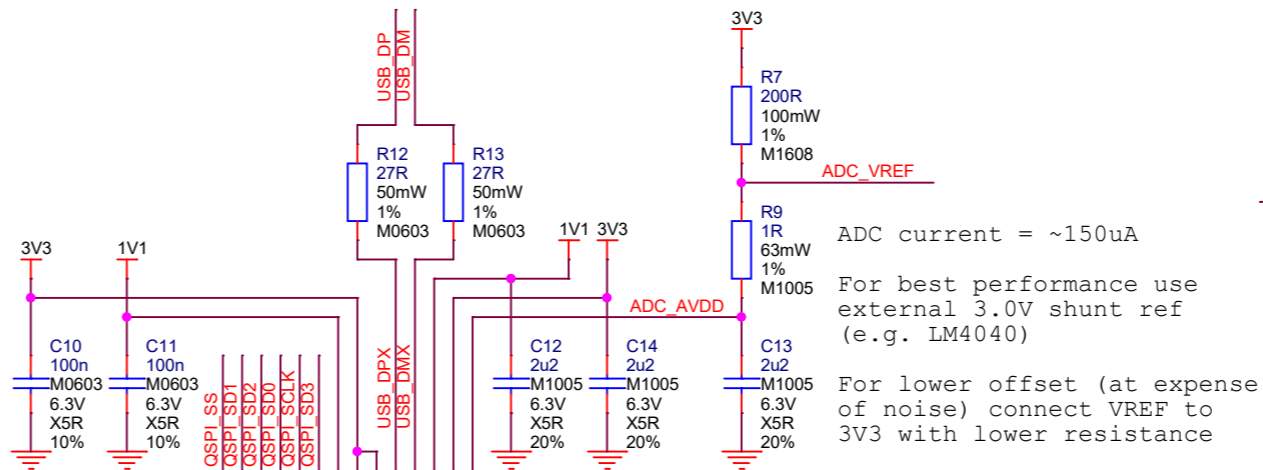 USB_DP
USB_DM
3V3
R7
200R
100mW
1%
M1608
ADC_VREF
R12
27R
50mW
1%
M0603
R13
27R
50mW
1%
M0603
R9
1R
63mW
1%
M1005
ADC current = ~150uA
For best performance use
external 3.0V shunt ref
(e.g. LM4040)
For lower offset (at expense
of noise) connect VREF to
3V3 with lower resistance
3V3
1V1
1V1
3V3
ADC_AVDD
C10
100n
M0603
6.3V
X5R
10%
C11
100n
M0603
6.3V
X5R
10%
QSPI_SS
QSPI_SD1
QSPI_SD2
QSPI_SD0
QSPI_SCLK
QSPI_SD3
USB_DPX
USB_DMX
C12
2u2
M1005
6.3V
X5R
20%
C14
2u2
M1005
6.3V
X5R
20%
C13
2u2
M1005
6.3V
X5R
20%